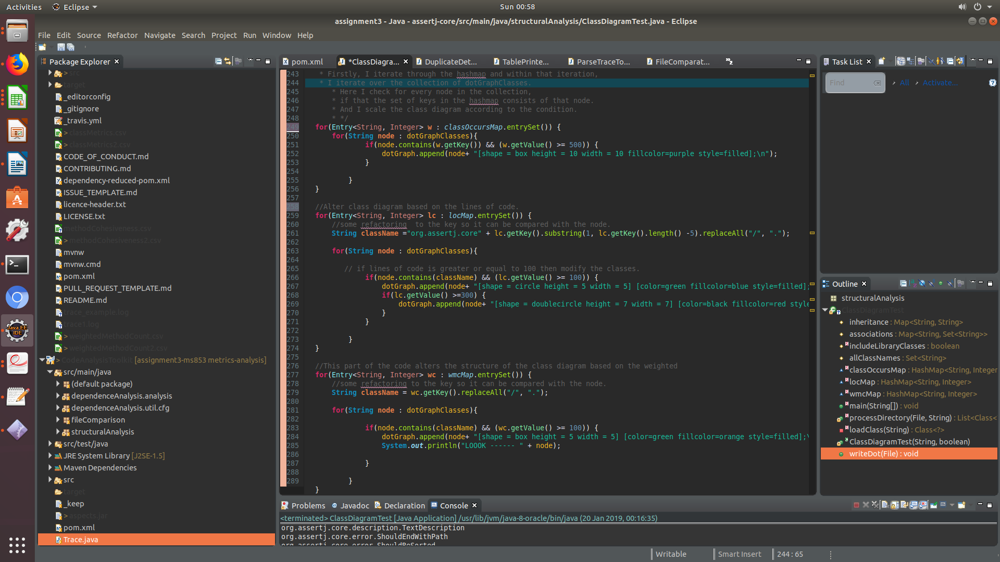 Activities Eclipse Sun 00:58
assignment3 - Java - assertj-core/src/main/java/structuralAnalysis/ClassDiagramTest.java - Eclipse
File Edit Source Refactor Navigate Search Project Run Window Help
Package Explorer
> src
target
_editorconfig
_gitignore
_travis.yml
> classMetrics.csv
> classMetrics2.csv
CODE_OF_CONDUCT.md
CONTRIBUTING.md
dependency-reduced-pom.xml
ISSUE_TEMPLATE.md
licence-header.txt
LICENSE.txt
methodCohesiveness.csv
> methodCohesiveness2.csv
mvnw
mvnw.cmd
pom.xml
PULL_REQUEST_TEMPLATE.md
README.md
trace_example.log
trace1.log
> weightedMethodCount.csv
> weightedMethodCount2.csv
> CodeAnalysisToolkit [assignment3-ms853 metrics-analysis]
src/main/java
(default package)
dependenceAnalysis.analysis
dependenceAnalysis.util.cfg
fileComparison
structuralAnalysis
src/test/java
JRE System Library [J2SE-1.5]
Maven Dependencies
src
target
_keep
> aspects.jar
pom.xml
Trace.java
Java EE IDE
pom.xml *ClassDiagra... DuplicateDet... TablePrinte... ParseTraceTo... FileComparat... »2
243 * Firstly, I iterate through the hashmap and within that iteration,
244 * I iterate over the collection of dotGraphClasses.
245 * Here I check for every node in the collection,
246 * if that the set of keys in the hashmap consists of that node.
247 * And I scale the class diagram according to the condition.
248 * */
249 for(Entry<String, Integer> w : classOccursMap.entrySet()) {
250 for(String node : dotGraphClasses){
251 if(node.contains(w.getKey()) && (w.getValue() >= 500)) {
252 dotGraph.append(node+ "[shape = box height = 10 width = 10 fillcolor=purple style=filled];\n");
253 }
254
255 }
256 }
257
258 //Alter class diagram based on the lines of code.
259 for(Entry<String, Integer> lc : locMap.entrySet()) {
260 //some refactoring  to the key so it can be compared with the node.
261 String className ="org.assertj.core" + lc.getKey().substring(1, lc.getKey().length() -5).replaceAll("/", ".");
262
263 for(String node : dotGraphClasses){
264
265 // if lines of code is greater or equal to 100 then modify the classes.
266 if(node.contains(className) && (lc.getValue() >= 100)) {
267 dotGraph.append(node+ "[shape = circle height = 5 width = 5] [color=green fillcolor=blue style=filled];
268 if(lc.getValue() >=300) {
269 dotGraph.append(node+ "[shape = doublecircle height = 7 width = 7] [color=black fillcolor=red style
270 }
271 }
272
273 }
274 }
275
276 //This part of the code alters the structure of the class diagram based on the weighted
277 for(Entry<String, Integer> wc : wmcMap.entrySet()) {
278 //some refactoring to the key so it can be compared with the node.
279 String className = wc.getKey().replaceAll("/", ".");
280
281 for(String node : dotGraphClasses){
282
283 if(node.contains(className) && (wc.getValue() >= 100)) {
284 dotGraph.append(node+ "[shape = box height = 5 width = 5] [color=green fillcolor=orange style=filled];\
285 System.out.println("LOOOK ------ " + node);
286
287 }
288
289 }
}
Problems Javadoc Declaration Console
<terminated> ClassDiagramTest [Java Application] /usr/lib/jvm/java-8-oracle/bin/java (20 Jan 2019, 00:16:35)
org.assertj.core.description.TextDescription
org.assertj.core.error.ShouldEndWithPath
org.assertj.core.error.ShouldBeSorted
Task List
Find All Activate...
Outline
structuralAnalysis
ClassDiagramTest
inheritance : Map<String, String>
associations : Map<String, Set<String>>
includeLibraryClasses : boolean
allClassNames : Set<String>
classOccursMap : HashMap<String, Integer
locMap : HashMap<String, Integer>
wmcMap : HashMap<String, Integer>
main(String[]) : void
processDirectory(File, String) : List<Class<
loadClass(String) : Class<?>
ClassDiagramTest(String, boolean)
writeDot(File) : void
Writable Smart Insert 244 : 65